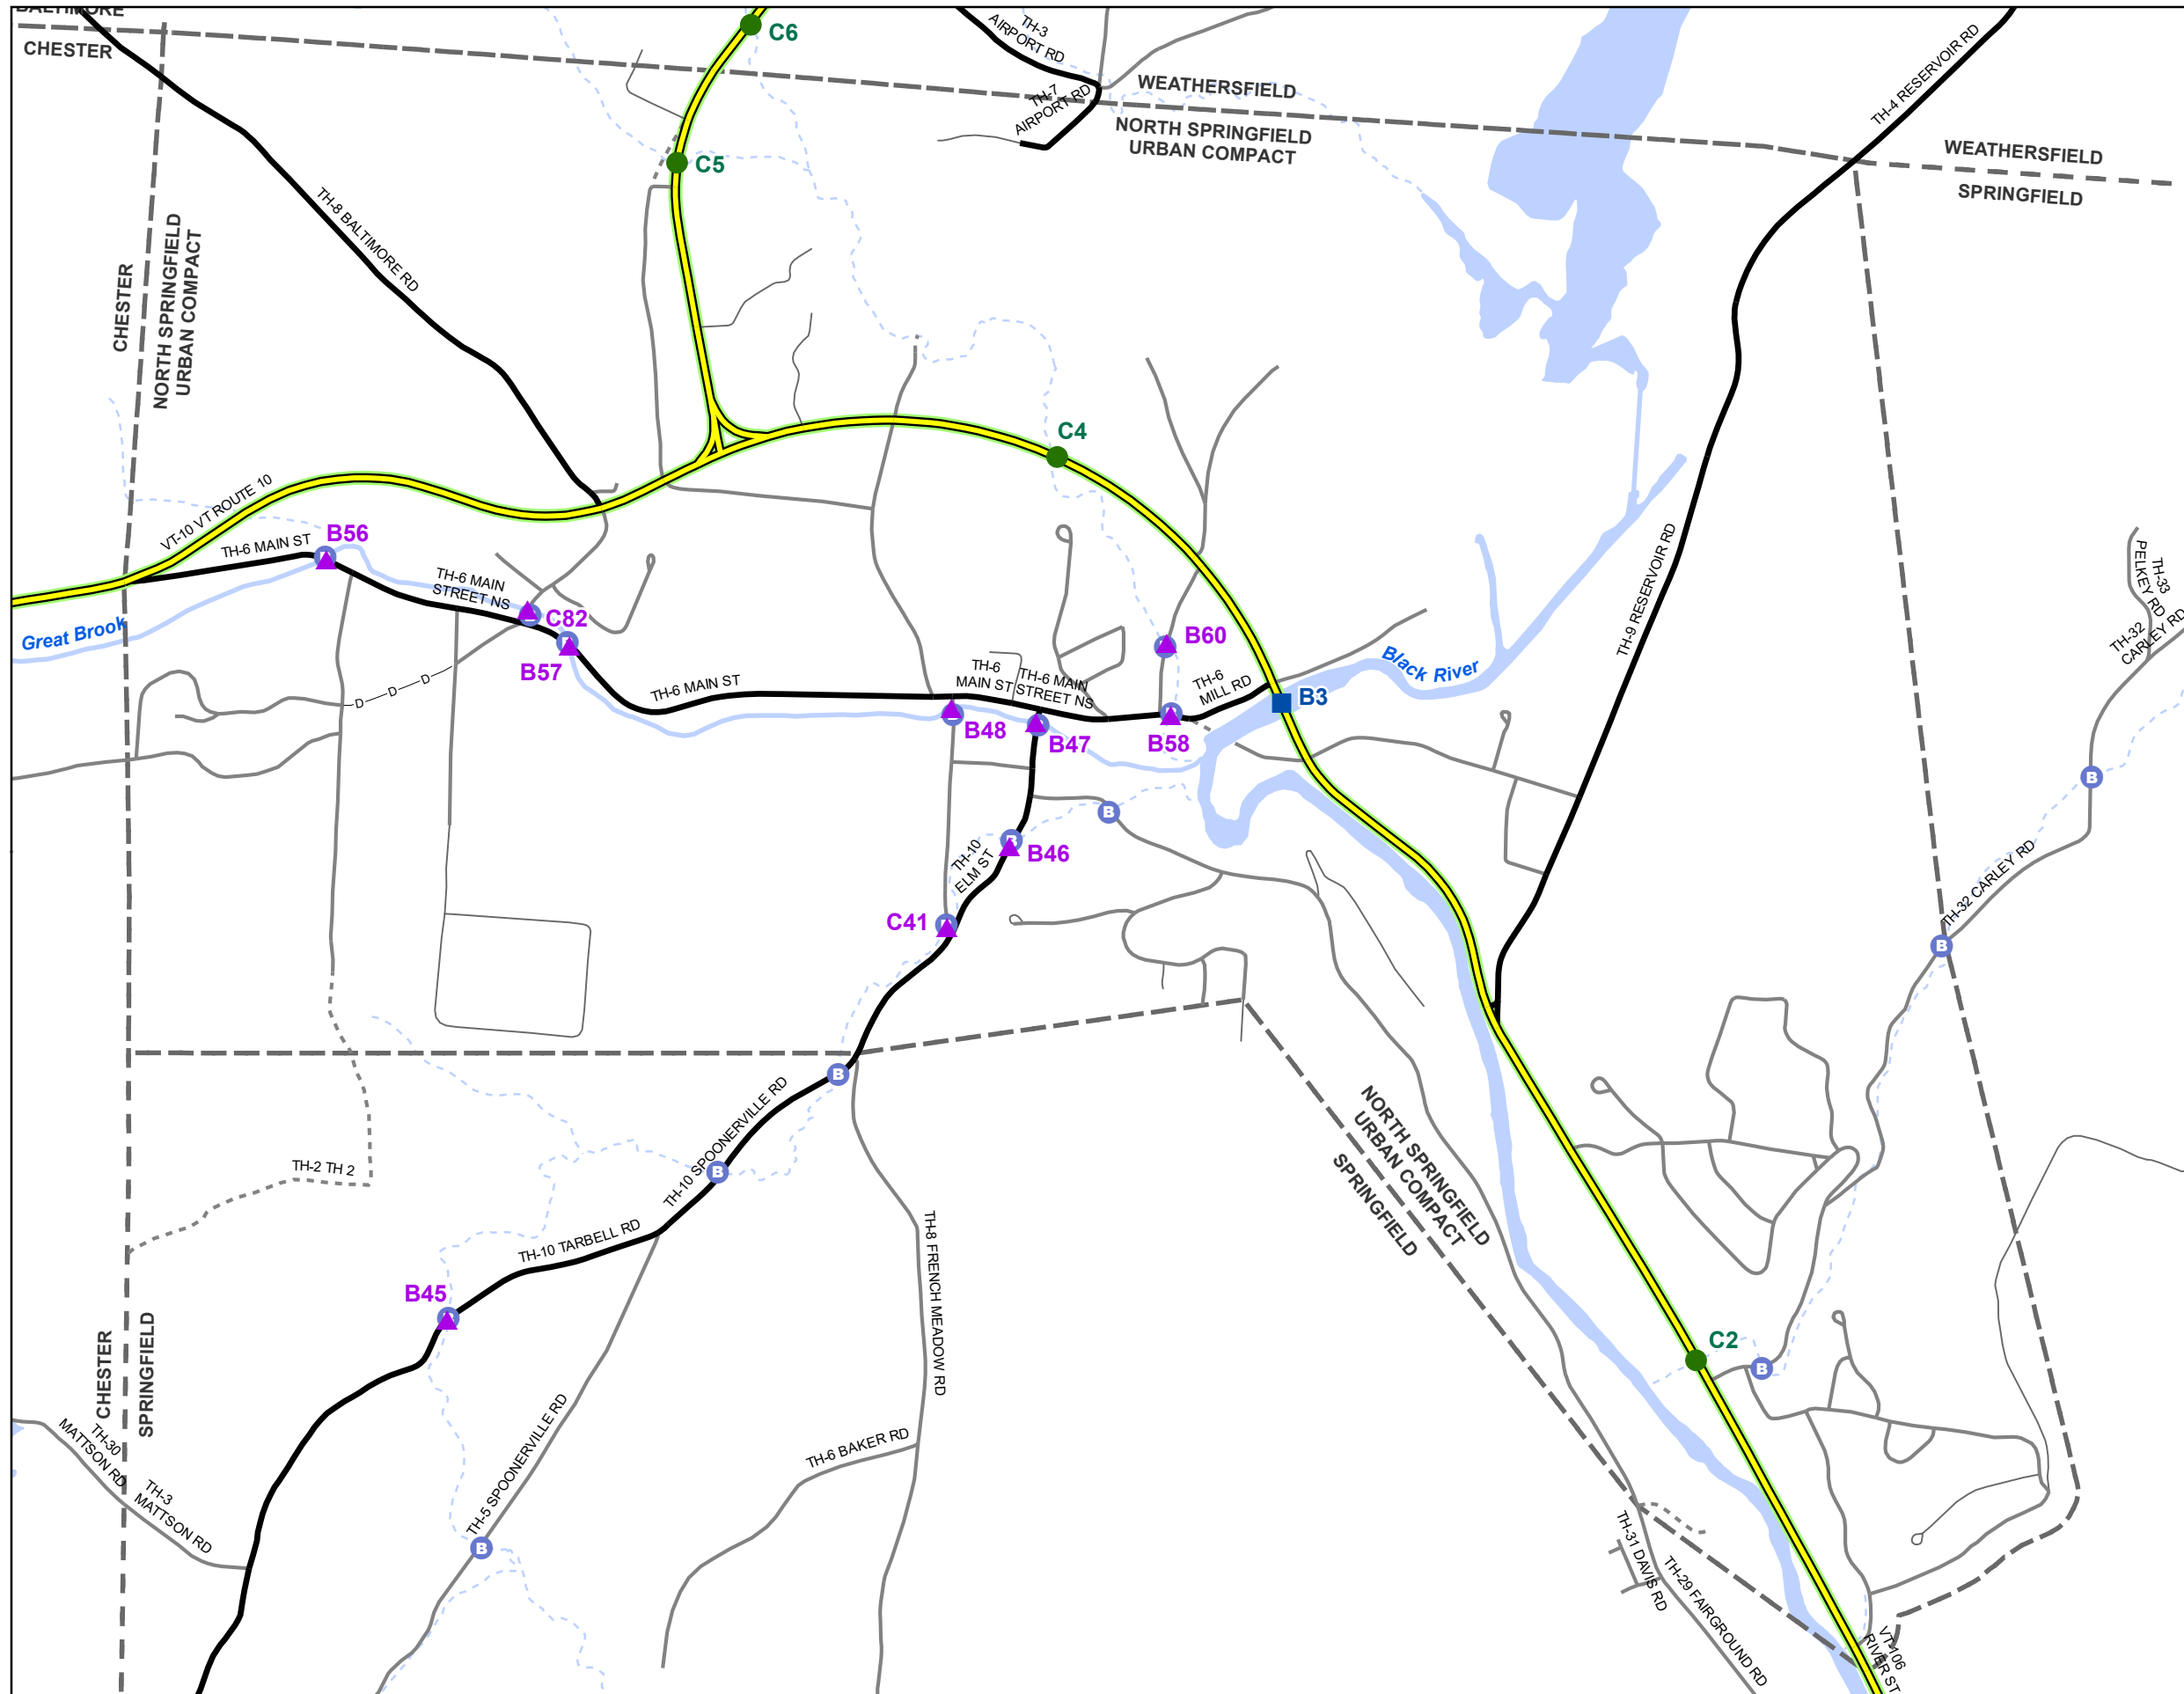 BALTIMORE
CHESTER
C6
TH-3
AIRPORT RD
TH-7
AIRPORT RD
WEATHERSFIELD
NORTH SPRINGFIELD
URBAN COMPACT
TH-4 RESERVOIR RD
WEATHERSFIELD
SPRINGFIELD
C5
TH-8 BALTIMORE RD
CHESTER
NORTH SPRINGFIELD
URBAN COMPACT
C4
VT-10 VT ROUTE 10
TH-6 MAIN ST
B56
TH-6 MAIN
STREET NS
C82
B57
Great Brook
D
D
D
TH-6 MAIN ST
TH-6
MAIN ST
TH-6 MAIN
STREET NS
B60
TH-6
MILL RD
B3
Black River
TH-9 RESERVOIR RD
TH-33
PELKEY RD
TH-32
CARLEY RD
B48
B47
B58
B
B
B46
TH-10
ELM ST
C41
TH-32 CARLEY RD
B
B
TH-10 SPOONERVILLE RD
B
TH-2 TH 2
TH-10 TARBELL RD
NORTH SPRINGFIELD
URBAN COMPACT
SPRINGFIELD
B45
TH-8 FRENCH MEADOW RD
CHESTER
SPRINGFIELD
C2
B
TH-30
MATTSON RD
TH-3
MATTSON RD
TH-5 SPOONERVILLE RD
B
TH-6 BAKER RD
TH-31 DAVIS RD
TH-29 FAIRGROUND RD
VT-106
RIVER ST